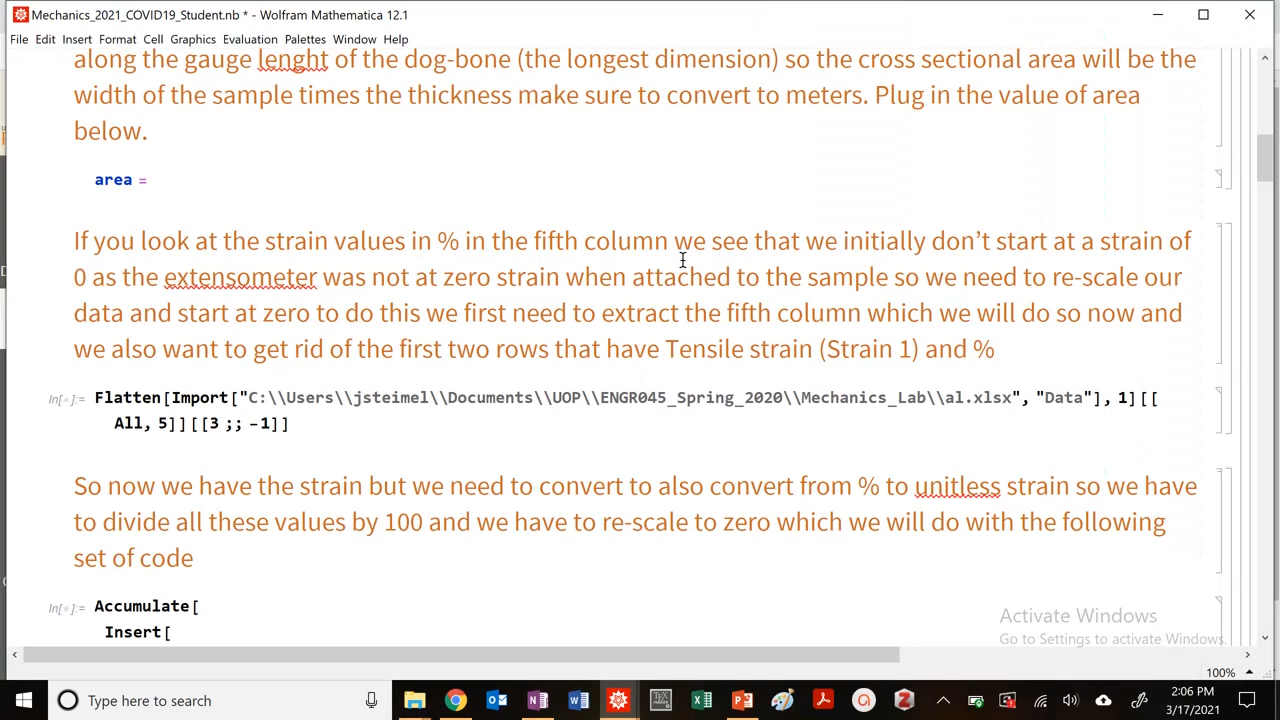 Mechanics_2021_COVID19_Student.nb * - Wolfram Mathematica 12.1
File Edit Insert Format Cell Graphics Evaluation Palettes Window Help
along the gauge lenght of the dog-bone (the longest dimension) so the cross sectional area will be the
width of the sample times the thickness make sure to convert to meters. Plug in the value of area
below.
area =
If you look at the strain values in % in the fifth column we see that we initially don’t start at a strain of
0 as the extensometer was not at zero strain when attached to the sample so we need to re-scale our
data and start at zero to do this we first need to extract the fifth column which we will do so now and
we also want to get rid of the first two rows that have Tensile strain (Strain 1) and %
In[◦]:= Flatten[Import["C:\\Users\\jsteimel\\Documents\\UOP\\ENGR045_Spring_2020\\Mechanics_Lab\\al.xlsx", "Data"], 1][[
All, 5]][[3 ;; -1]]
So now we have the strain but we need to convert to also convert from % to unitless strain so we have
to divide all these values by 100 and we have to re-scale to zero which we will do with the following
set of code
In[◦]:= Accumulate[
Insert[
Activate Windows
Go to Settings to activate Windows.
100%
Type here to search
2:06 PM
3/17/2021